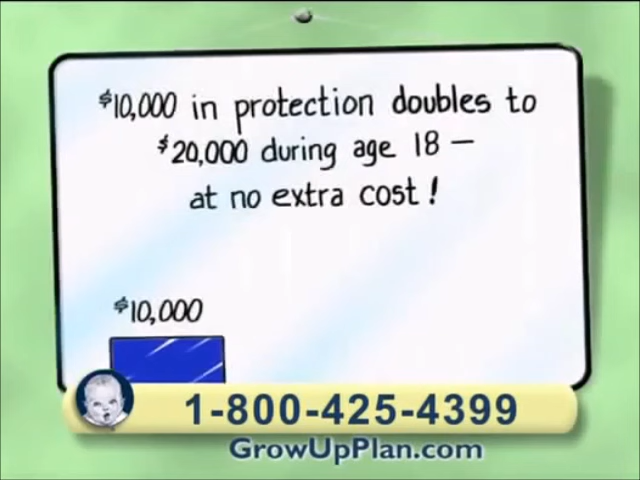 $10,000 in protection doubles to
$20,000 during age 18 —
at no extra cost!
$10,000
1-800-425-4399
GrowUpPlan.com